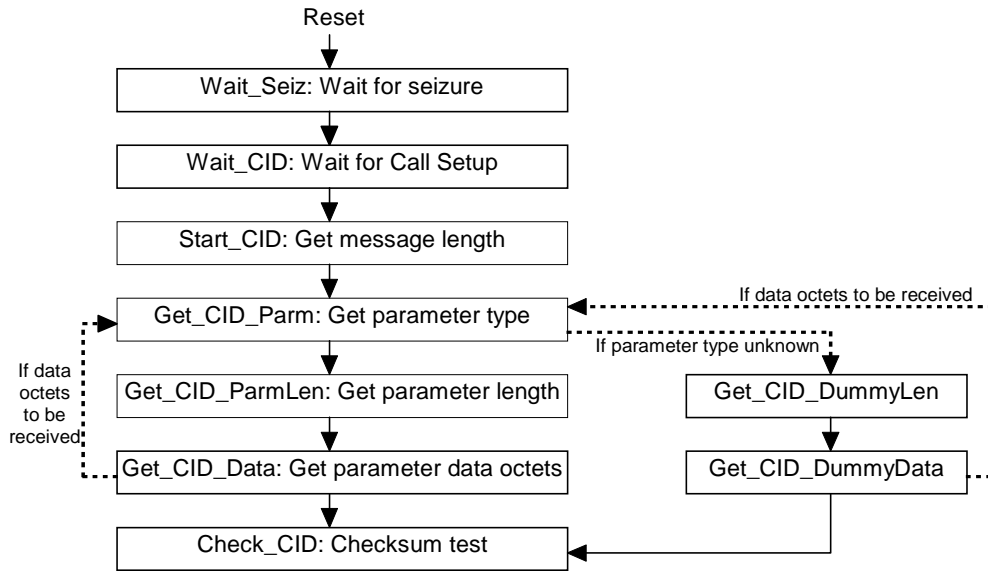 Reset
Wait_Seiz: Wait for seizure
Wait_CID: Wait for Call Setup
Start_CID: Get message length
If data octets to be received
Get_CID_Parm: Get parameter type
If parameter type unknown
If data
octets
to be
received
Get_CID_ParmLen: Get parameter length
Get_CID_DummyLen
Get_CID_Data: Get parameter data octets
Get_CID_DummyData
Check_CID: Checksum test